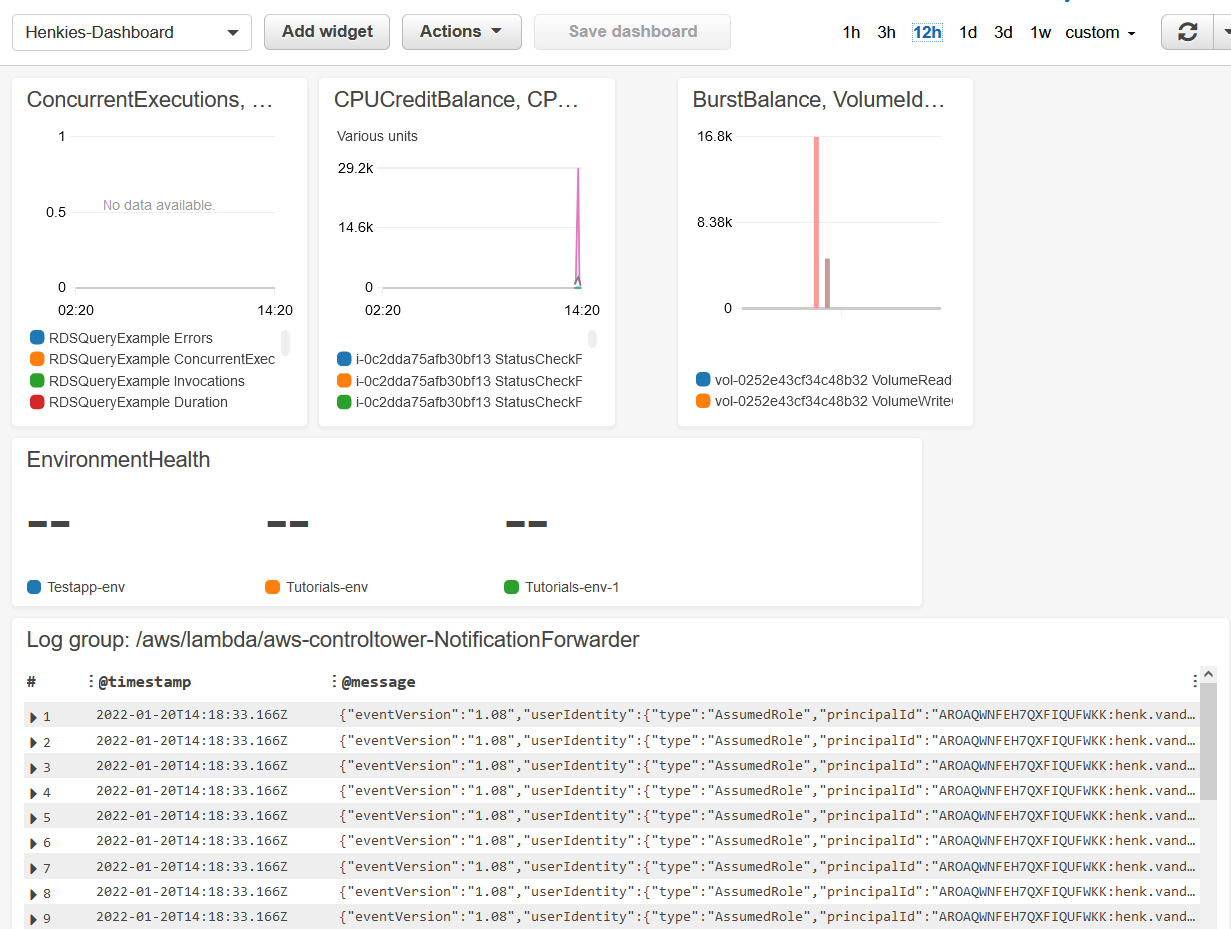 Henkies-Dashboard
Add widget
Actions
Save dashboard
1h 3h 12h 1d 3d 1w custom
ConcurrentExecutions, ...
1
0.5
No data available.
0
02:20 14:20
RDSQueryExample Errors
RDSQueryExample ConcurrentExec
RDSQueryExample Invocations
RDSQueryExample Duration
CPUCreditBalance, CP...
Various units
29.2k
14.6k
0
02:20 14:20
i-0c2dda75afb30bf13 StatusCheckF
i-0c2dda75afb30bf13 StatusCheckF
i-0c2dda75afb30bf13 StatusCheckF
BurstBalance, VolumeId...
16.8k
8.38k
0
vol-0252e43cf34c48b32 VolumeRead
vol-0252e43cf34c48b32 VolumeWrite
EnvironmentHealth
-- -- --
Testapp-env Tutorials-env Tutorials-env-1
Log group: /aws/lambda/aws-controltower-NotificationForwarder
# @timestamp @message
1 2022-01-20T14:18:33.166Z {"eventVersion":"1.08","userIdentity":{"type":"AssumedRole","principalId":"AROAQWNFEH7QXFIQUFWKK:henk.vand...
2 2022-01-20T14:18:33.166Z {"eventVersion":"1.08","userIdentity":{"type":"AssumedRole","principalId":"AROAQWNFEH7QXFIQUFWKK:henk.vand...
3 2022-01-20T14:18:33.166Z {"eventVersion":"1.08","userIdentity":{"type":"AssumedRole","principalId":"AROAQWNFEH7QXFIQUFWKK:henk.vand...
4 2022-01-20T14:18:33.166Z {"eventVersion":"1.08","userIdentity":{"type":"AssumedRole","principalId":"AROAQWNFEH7QXFIQUFWKK:henk.vand...
5 2022-01-20T14:18:33.166Z {"eventVersion":"1.08","userIdentity":{"type":"AssumedRole","principalId":"AROAQWNFEH7QXFIQUFWKK:henk.vand...
6 2022-01-20T14:18:33.166Z {"eventVersion":"1.08","userIdentity":{"type":"AssumedRole","principalId":"AROAQWNFEH7QXFIQUFWKK:henk.vand...
7 2022-01-20T14:18:33.166Z {"eventVersion":"1.08","userIdentity":{"type":"AssumedRole","principalId":"AROAQWNFEH7QXFIQUFWKK:henk.vand...
8 2022-01-20T14:18:33.166Z {"eventVersion":"1.08","userIdentity":{"type":"AssumedRole","principalId":"AROAQWNFEH7QXFIQUFWKK:henk.vand...
9 2022-01-20T14:18:33.166Z {"eventVersion":"1.08","userIdentity":{"type":"AssumedRole","principalId":"AROAQWNFEH7QXFIQUFWKK:henk.vand...